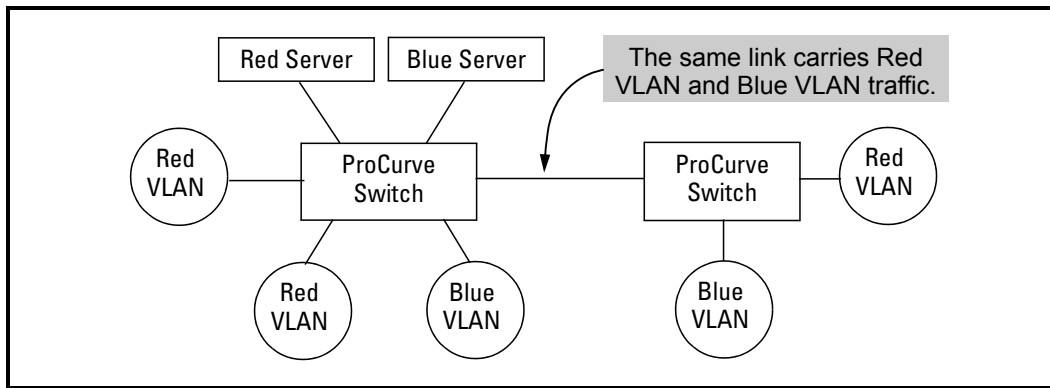 Red Server
Blue Server
The same link carries Red
VLAN and Blue VLAN traffic.
Red
VLAN
ProCurve
Switch
ProCurve
Switch
Red
VLAN
Red
VLAN
Blue
VLAN
Blue
VLAN